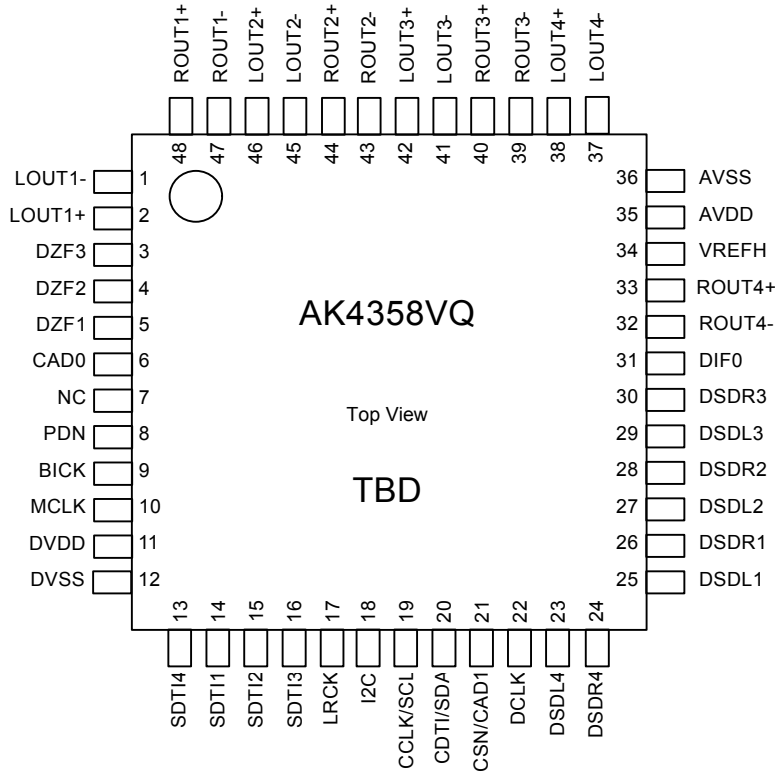 ROUT1+
ROUT1-
LOUT2+
LOUT2-
ROUT2+
ROUT2-
LOUT3+
LOUT3-
ROUT3+
ROUT3-
LOUT4+
LOUT4-
48
47
46
45
44
43
42
41
40
39
38
37
LOUT1- 1
LOUT1+ 2
DZF3 3
DZF2 4
DZF1 5
CAD0 6
NC 7
PDN 8
BICK 9
MCLK 10
DVDD 11
DVSS 12
AK4358VQ
Top View
TBD
36 AVSS
35 AVDD
34 VREFH
33 ROUT4+
32 ROUT4-
31 DIF0
30 DSDR3
29 DSDL3
28 DSDR2
27 DSDL2
26 DSDR1
25 DSDL1
13
14
15
16
17
18
19
20
21
22
23
24
SDTI4
SDTI1
SDTI2
SDTI3
LRCK
I2C
CCLK/SCL
CDTI/SDA
CSN/CAD1
DCLK
DSDL4
DSDR4